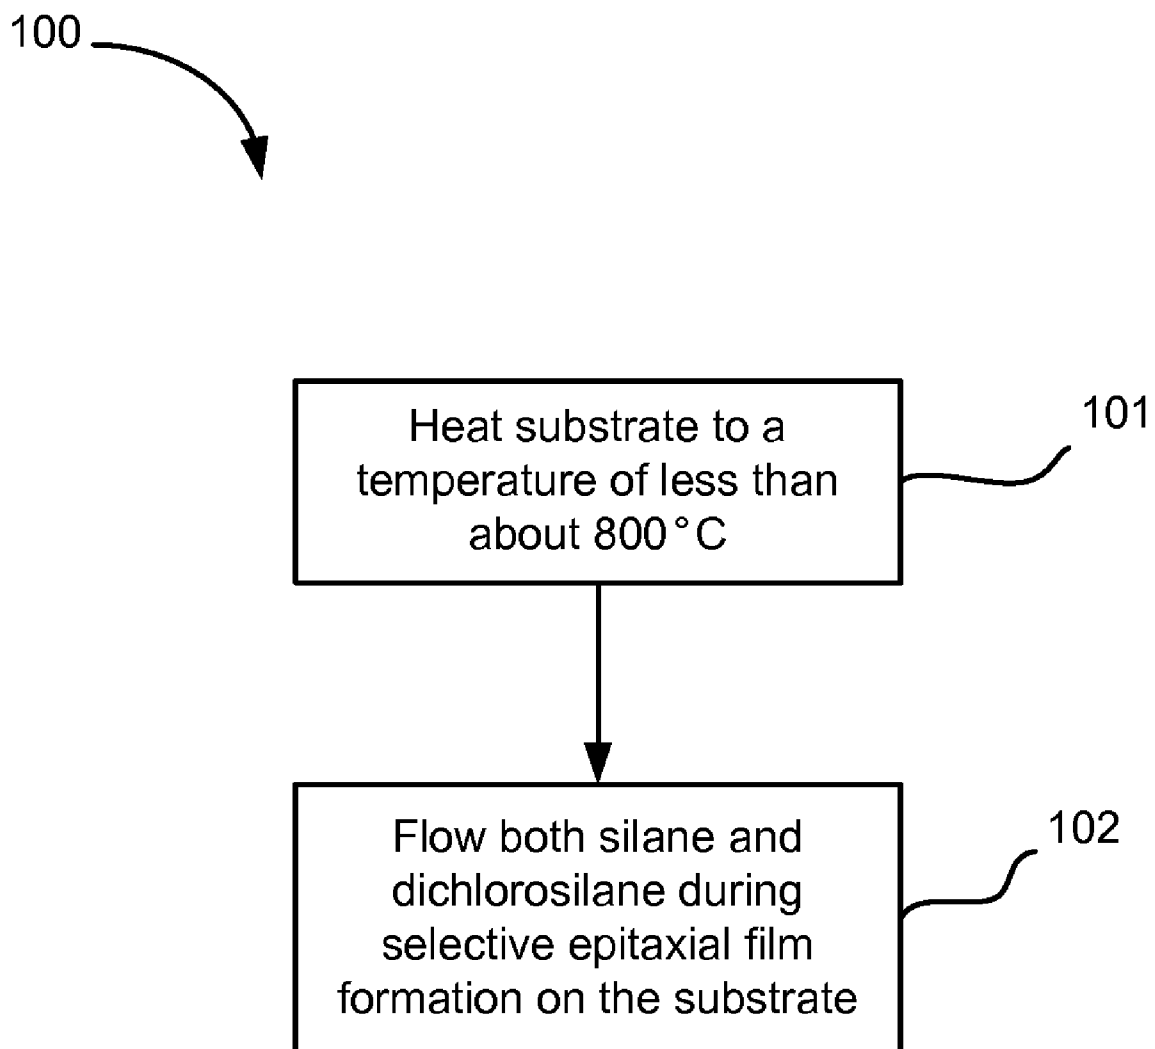 100
Heat substrate to a
temperature of less than
about 800°C
101
Flow both silane and
dichlorosilane during
selective epitaxial film
formation on the substrate
102